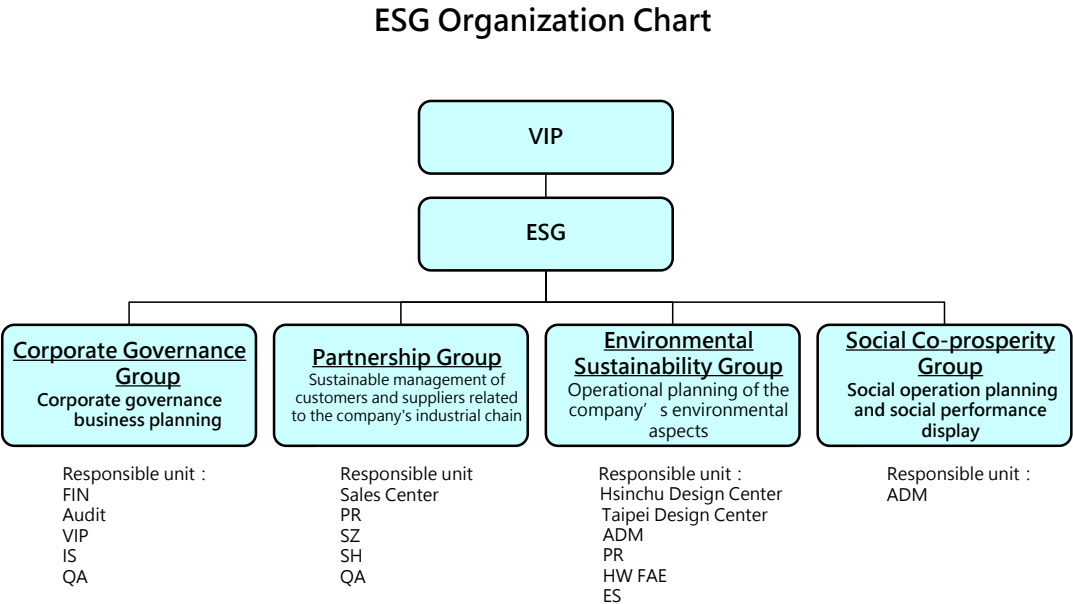 ESG Organization Chart
VIP
ESG
Corporate Governance
Group
Corporate governance
business planning
Partnership Group
Sustainable management of
customers and suppliers related
to the company's industrial chain
Environmental
Sustainability Group
Operational planning of the
company’s environmental
aspects
Social Co-prosperity
Group
Social operation planning
and social performance
display
Responsible unit：
FIN
Audit
VIP
IS
QA
Responsible unit
Sales Center
PR
SZ
SH
QA
Responsible unit：
Hsinchu Design Center
Taipei Design Center
ADM
PR
HW FAE
ES
Responsible unit：
ADM